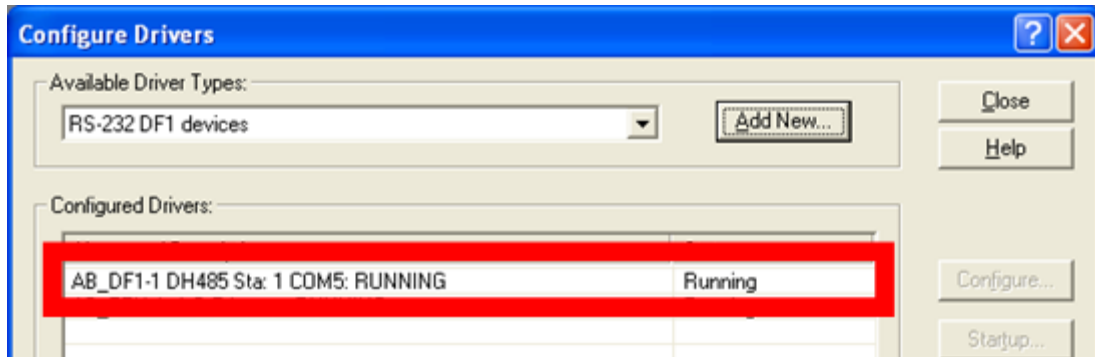 Configure Drivers
Available Driver Types:
RS-232 DF1 devices
Add New...
Close
Help
Configured Drivers:
AB_DF1-1 DH485 Sta: 1 COM5: RUNNING Running
Configure...
Startup...